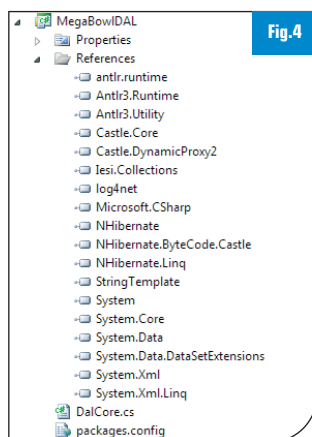 MegaBowlDAL
Fig.4
Properties
References
antlr.runtime
Antlr3.Runtime
Antlr3.Utility
Castle.Core
Castle.DynamicProxy2
Iesi.Collections
log4net
Microsoft.CSharp
NHibernate
NHibernate.ByteCode.Castle
NHibernate.Linq
StringTemplate
System
System.Core
System.Data
System.Data.DataSetExtensions
System.Xml
System.Xml.Linq
DalCore.cs
packages.config